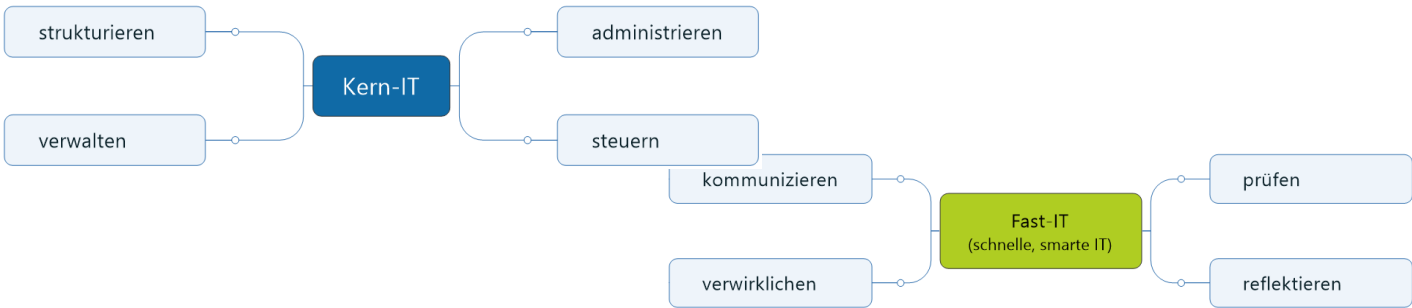 strukturieren
administrieren
Kern-IT
verwalten
steuern
kommunizieren
prüfen
Fast-IT
(schnelle, smarte IT)
verwirklichen
reflektieren